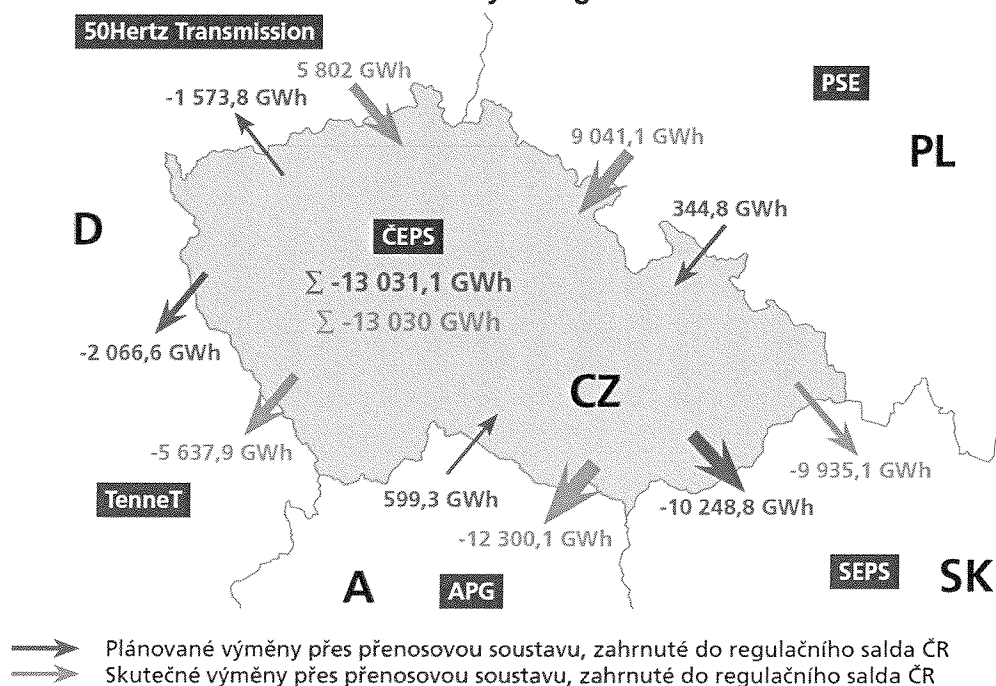 50Hertz Transmission
5 802 GWh
-1 573,8 GWh
PSE
9 041,1 GWh
PL
344,8 GWh
D
ČEPS
∑ -13 031,1 GWh
∑ -13 030 GWh
-2 066,6 GWh
CZ
-5 637,9 GWh
-9 935,1 GWh
TenneT
599,3 GWh
-10 248,8 GWh
-12 300,1 GWh
A
APG
SEPS
SK
Plánované výměny přes přenosovou soustavu, zahrnuté do regulačního salda ČR
Skutečné výměny přes přenosovou soustavu, zahrnuté do regulačního salda ČR